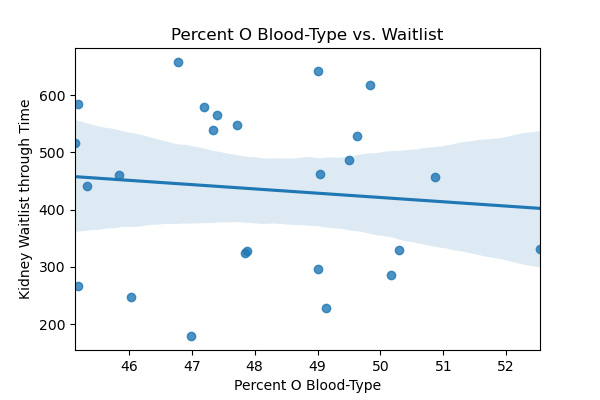 Percent O Blood-Type vs. Waitlist
Kidney Waitlist through Time
600
500
400
300
200
46 47 48 49 50 51 52
Percent O Blood-Type